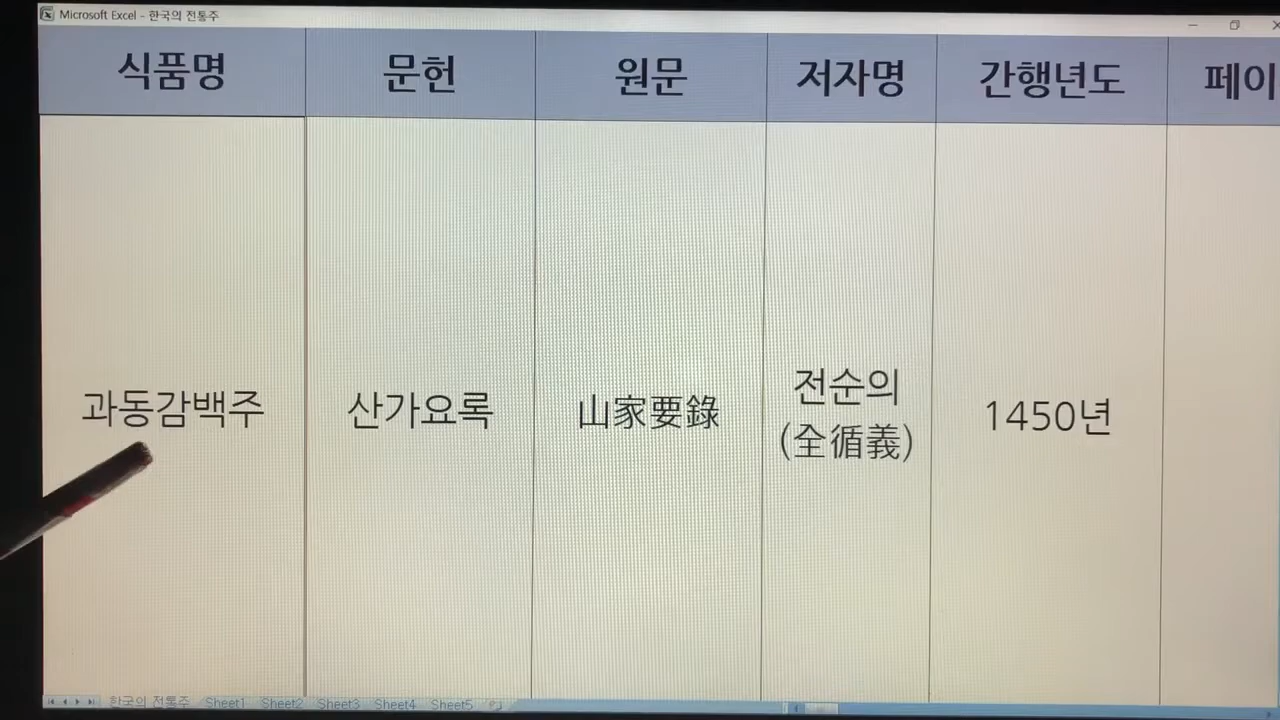 Microsoft Excel - 한국의 전통주
식품명 문헌 원문 저자명 간행년도 페이
과동감백주 산가요록 山家要錄 전순의 (全循義) 1450년
한국의 전통주 Sheet1 Sheet2 Sheet3 Sheet4 Sheet5